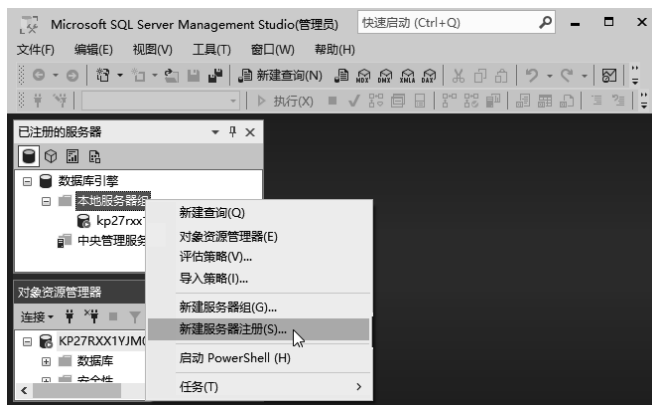 Microsoft SQL Server Management Studio(管理员)
快速启动 (Ctrl+Q)
文件(F) 编辑(E) 视图(V) 工具(T) 窗口(W) 帮助(H)
新建查询(N)
执行(X)
已注册的服务器
数据库引擎
本地服务器组
kp27rxx
中央管理服务
新建查询(Q)
对象资源管理器(E)
评估策略(V)...
导入策略(I)...
新建服务器组(G)...
新建服务器注册(S)...
启动 PowerShell (H)
任务(T)
对象资源管理器
连接
KP27RXX1YJM
数据库
安全性